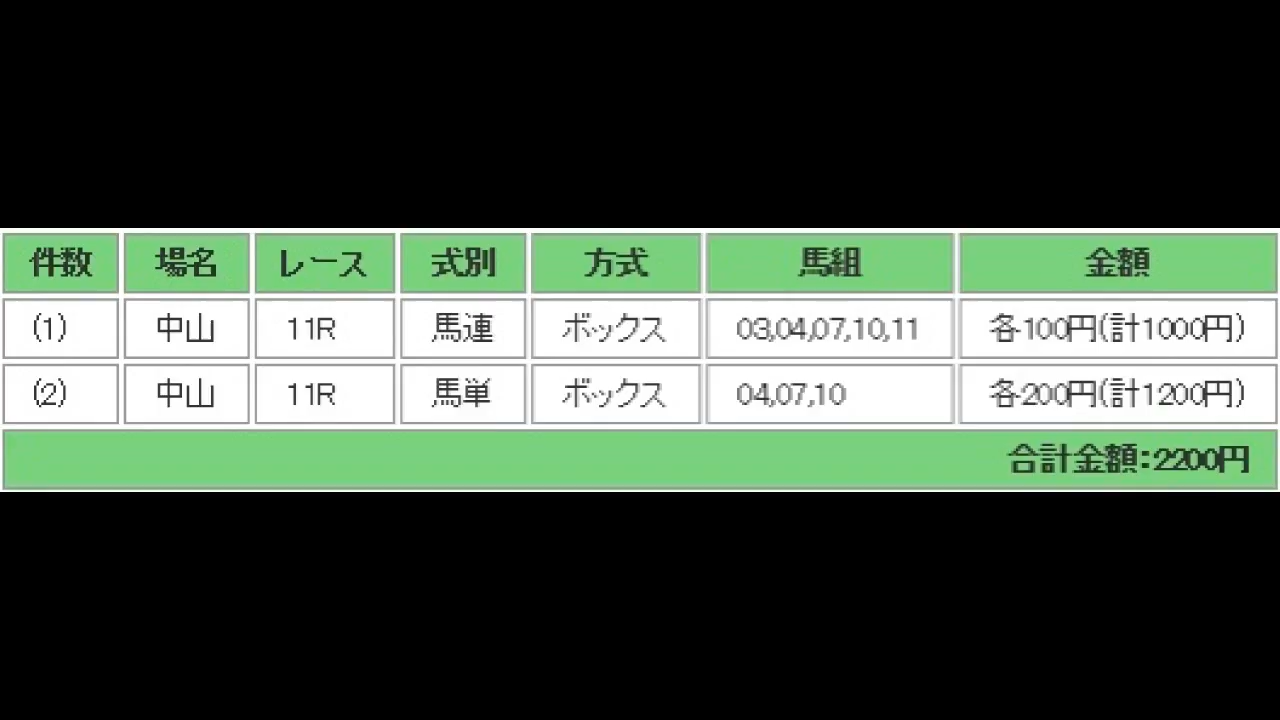 件数 場名 レース 式別 方式 馬組 金額
(1) 中山 11R 馬連 ボックス 03,04,07,10,11 各100円(計1000円)
(2) 中山 11R 馬単 ボックス 04,07,10 各200円(計1200円)
合計金額:2200円